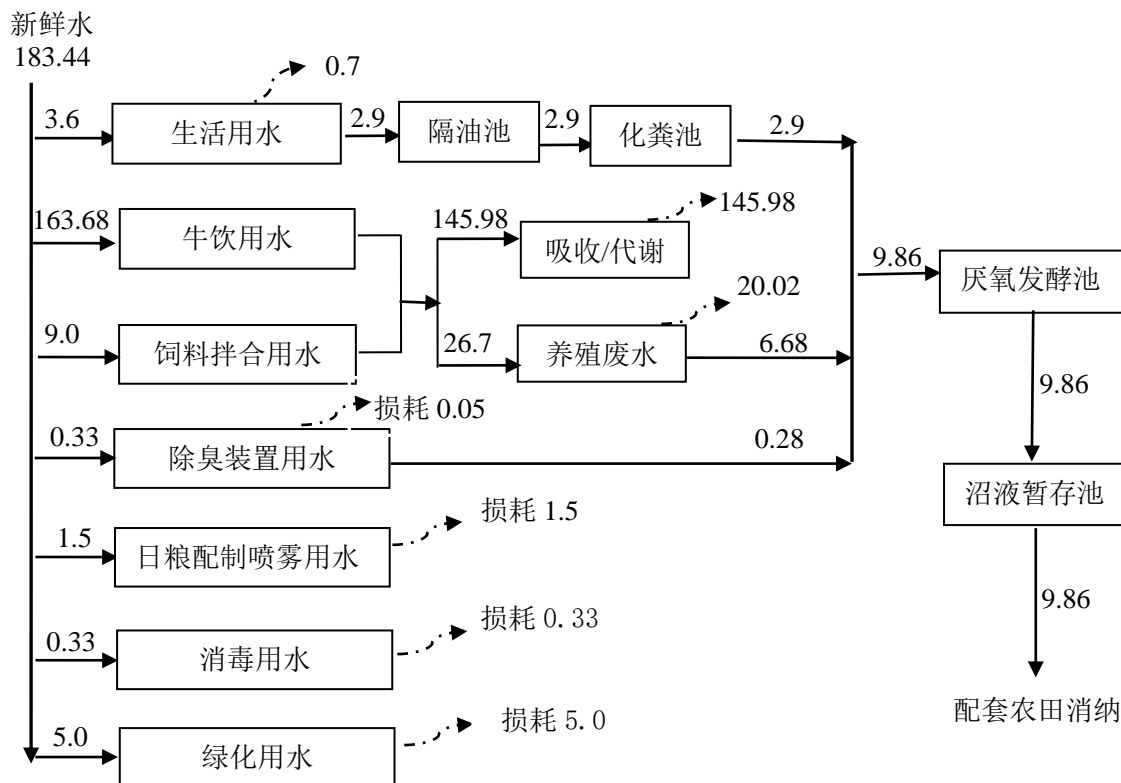 新鲜水
183.44
0.7
3.6
生活用水
2.9
隔油池
2.9
化粪池
2.9
163.68
牛饮用水
145.98
吸收/代谢
145.98
9.86
厌氧发酵池
20.02
9.0
饲料拌合用水
26.7
养殖废水
6.68
9.86
损耗 0.05
0.33
除臭装置用水
0.28
沼液暂存池
损耗 1.5
1.5
日粮配制喷雾用水
9.86
损耗 0.33
0.33
消毒用水
配套农田消纳
损耗 5.0
5.0
绿化用水